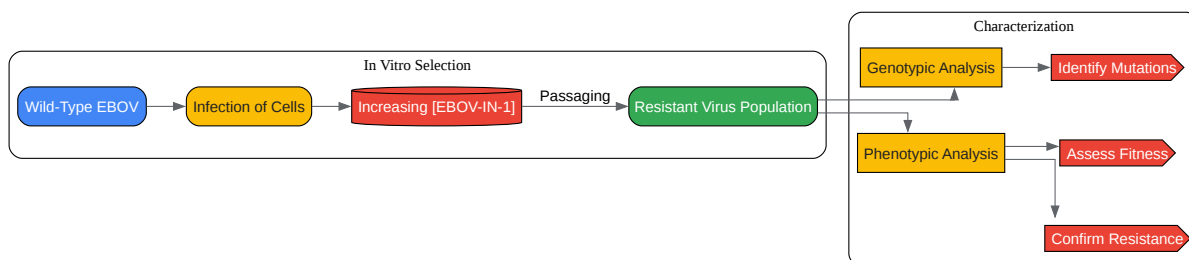 In Vitro Selection
Wild-Type EBOV
Infection of Cells
Increasing [EBOV-IN-1]
Passaging
Resistant Virus Population
Characterization
Genotypic Analysis
Identify Mutations
Phenotypic Analysis
Assess Fitness
Confirm Resistance